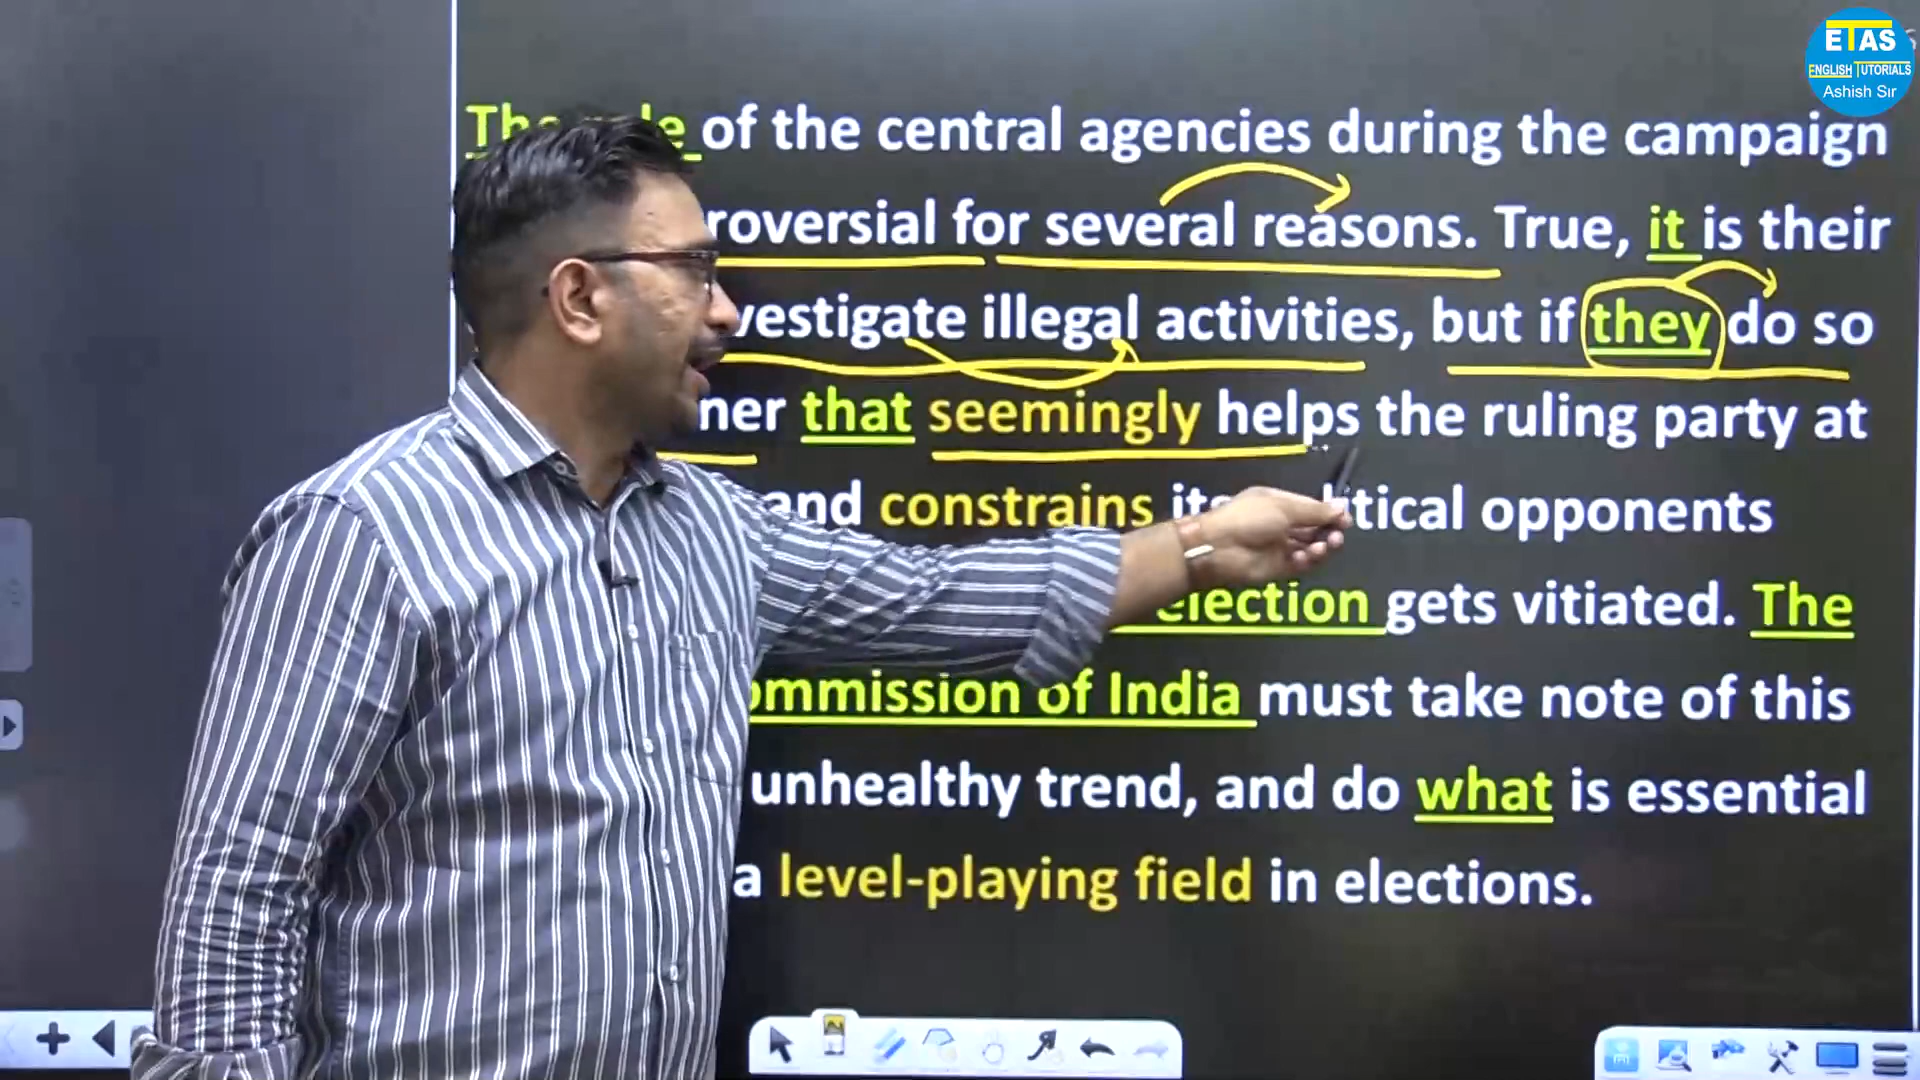 ETAS
ENGLISH TUTORIALS
Ashish Sir
The role of the central agencies during the campaign
roversial for several reasons. True, it is their
vestigate illegal activities, but if they do so
ner that seemingly helps the ruling party at
and constrains its political opponents
election gets vitiated. The
ommission of India must take note of this
unhealthy trend, and do what is essential
a level-playing field in elections.